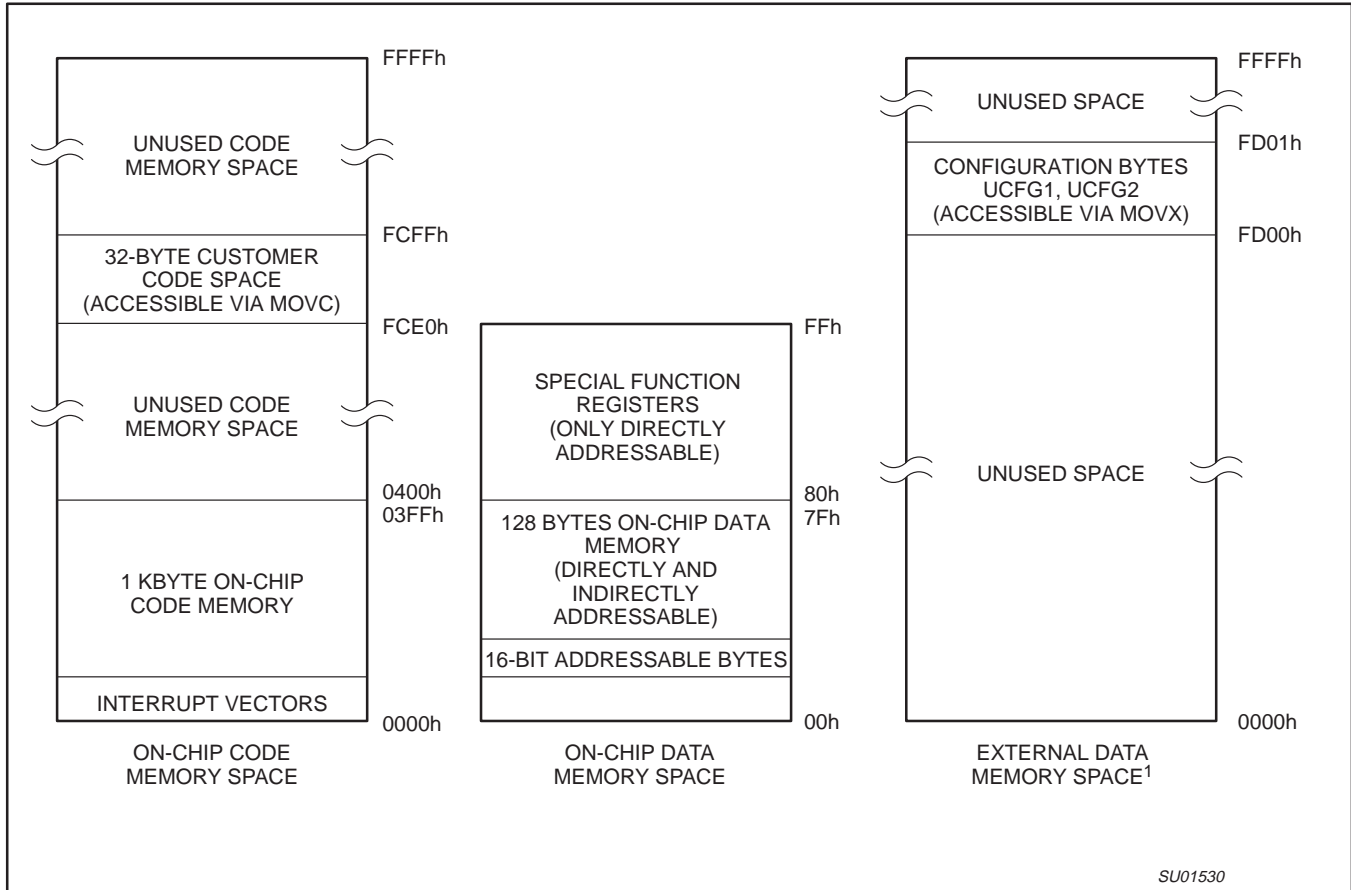 FFFFh
UNUSED CODE
MEMORY SPACE
FCFFh
32-BYTE CUSTOMER
CODE SPACE
(ACCESSIBLE VIA MOVC)
FCE0h
UNUSED CODE
MEMORY SPACE
0400h
03FFh
1 KBYTE ON-CHIP
CODE MEMORY
INTERRUPT VECTORS
0000h
ON-CHIP CODE
MEMORY SPACE
FFh
SPECIAL FUNCTION
REGISTERS
(ONLY DIRECTLY
ADDRESSABLE)
80h
7Fh
128 BYTES ON-CHIP DATA
MEMORY
(DIRECTLY AND
INDIRECTLY
ADDRESSABLE)
16-BIT ADDRESSABLE BYTES
00h
ON-CHIP DATA
MEMORY SPACE
FFFFh
UNUSED SPACE
FD01h
CONFIGURATION BYTES
UCFG1, UCFG2
(ACCESSIBLE VIA MOVX)
FD00h
UNUSED SPACE
0000h
EXTERNAL DATA
MEMORY SPACE1
SU01530